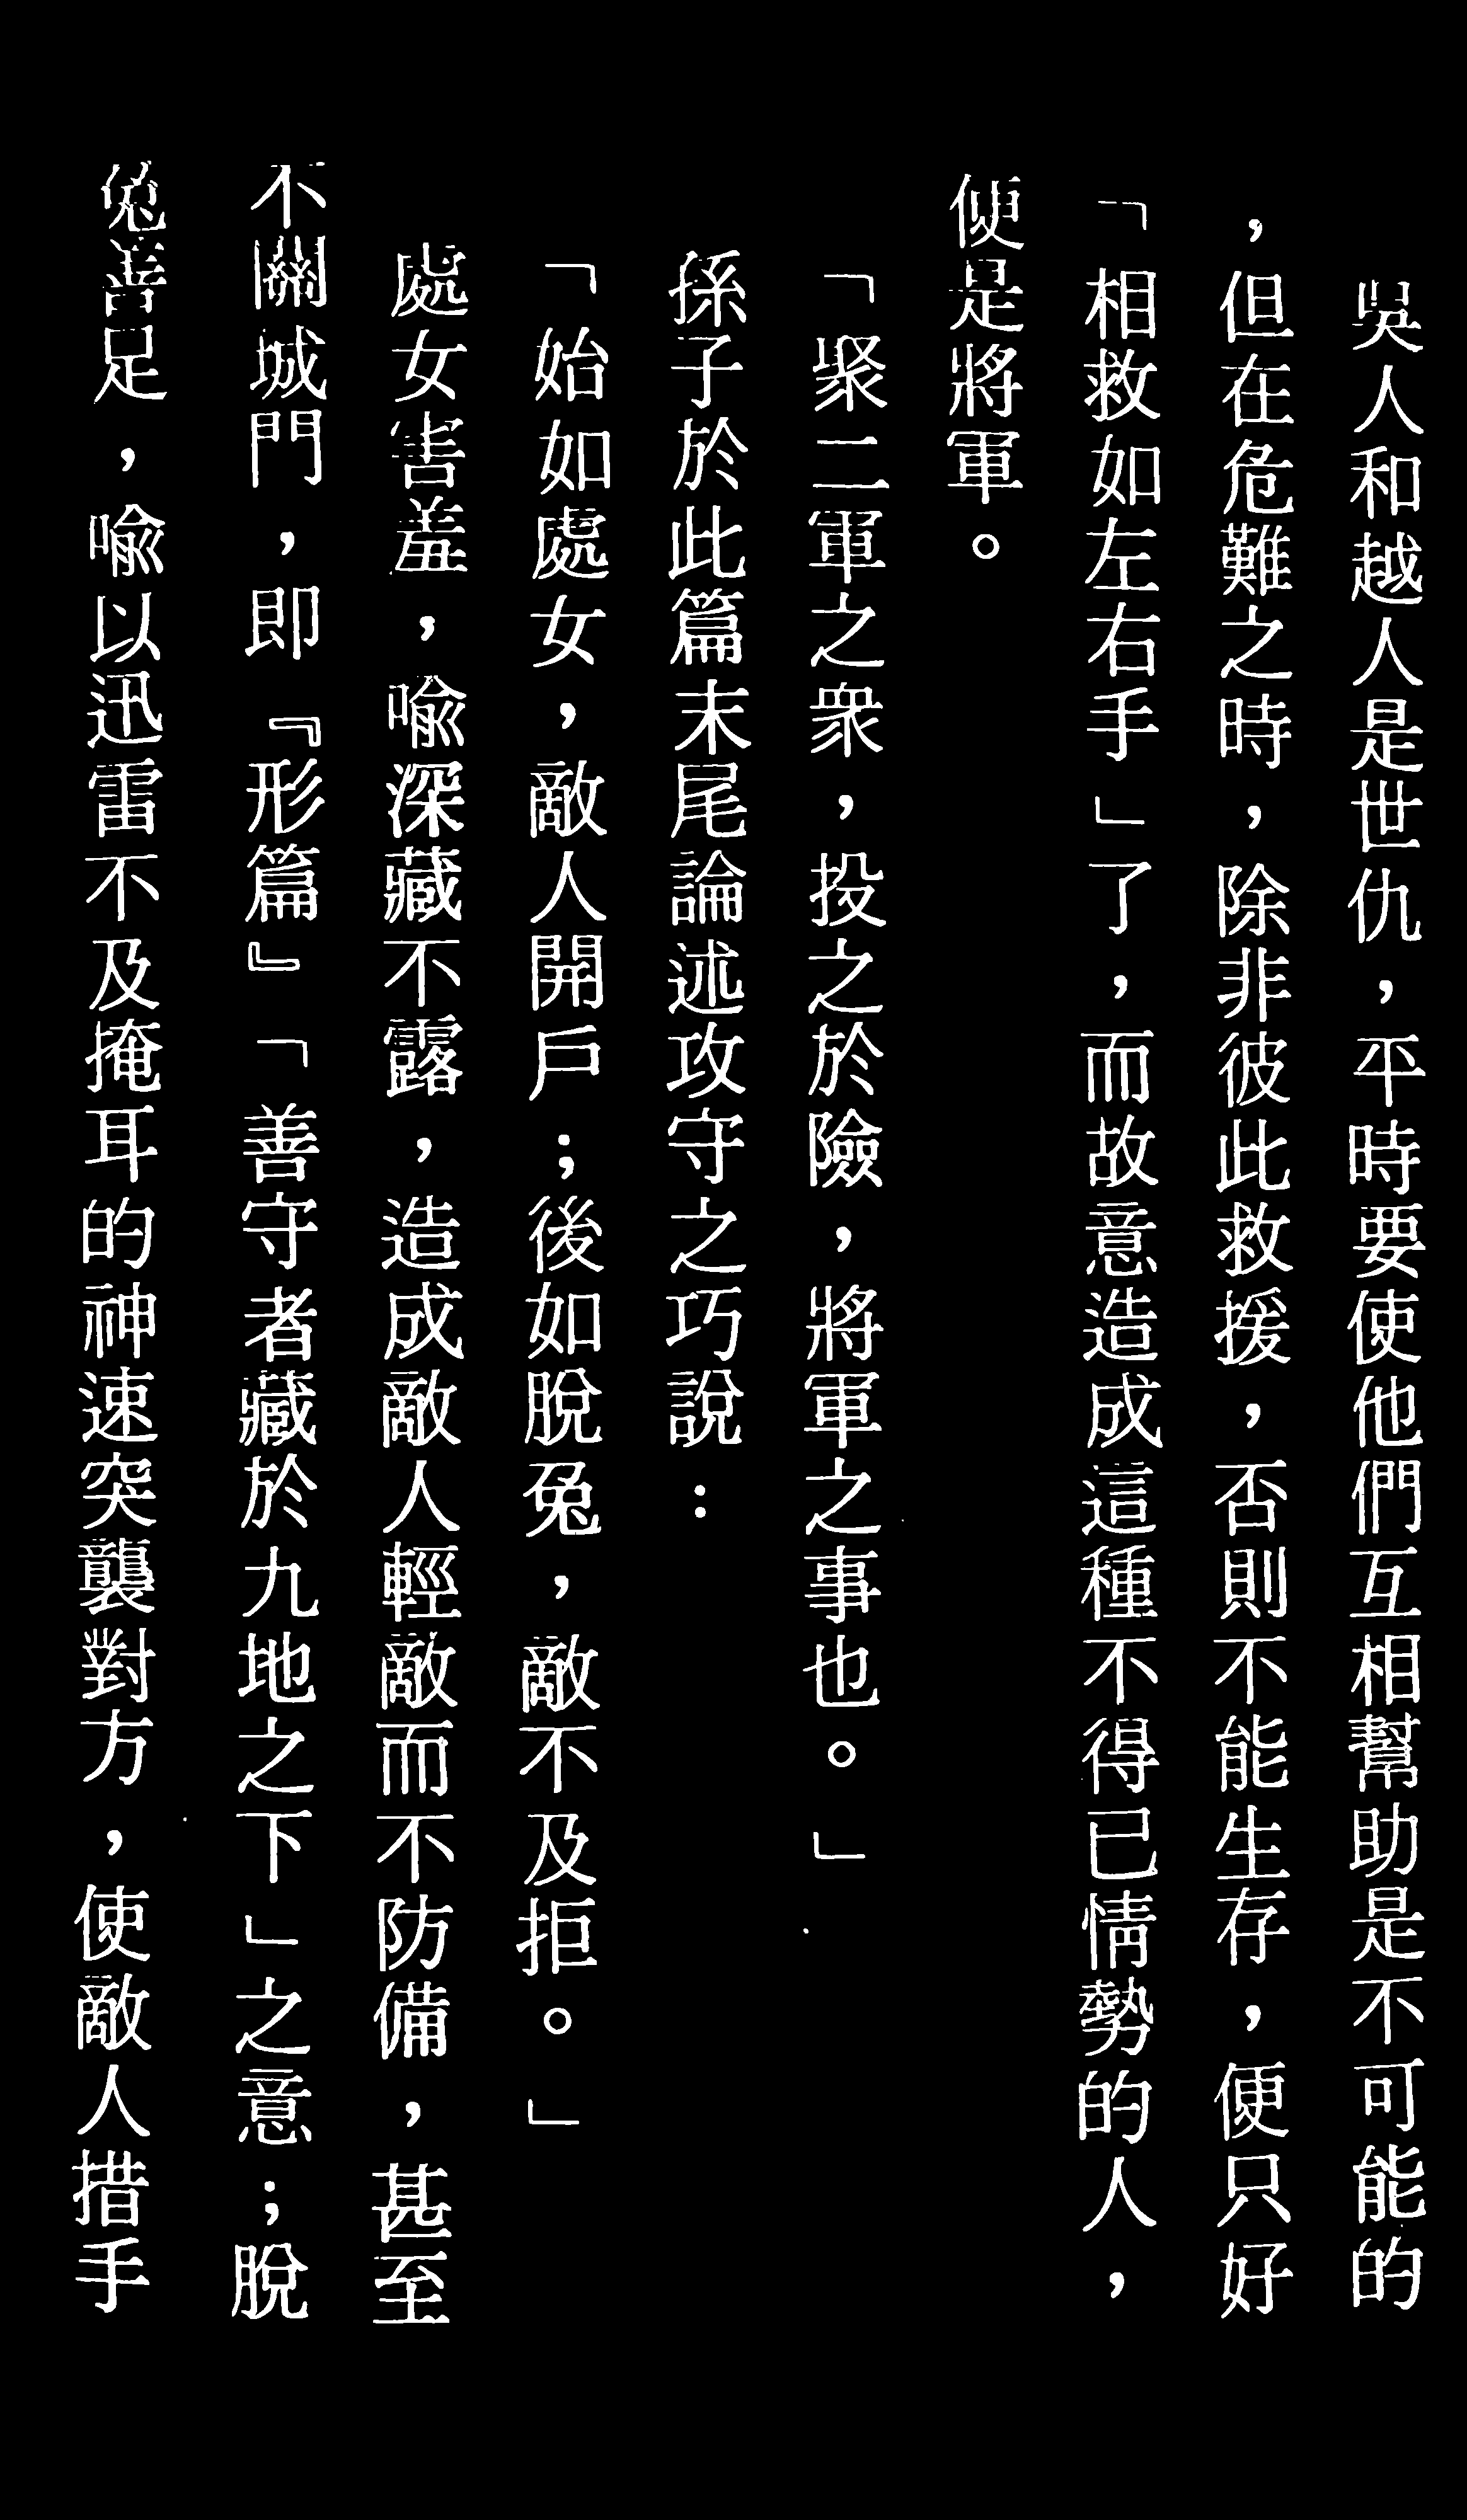 吳人和越人是世仇，平時要使他們互相幫助是不可能的
，但在危難之時，除非彼此救援，否則不能生存，便只好
「相救如左右手」了，而故意造成這種不得已情勢的人，
便是將軍。
「聚三軍之衆，投之於險，將軍之事也。」
孫子於此篇末尾論述攻守之巧說：
「始如處女，敵人開戶；後如脫兔，敵不及拒。」
處女害羞，喻深藏不露，造成敵人輕敵而不防備，甚至
不關城門，即『形篇』「善守者藏於九地之下」之意；脫
兔善足，喻以迅雷不及掩耳的神速突襲對方，使敵人措手